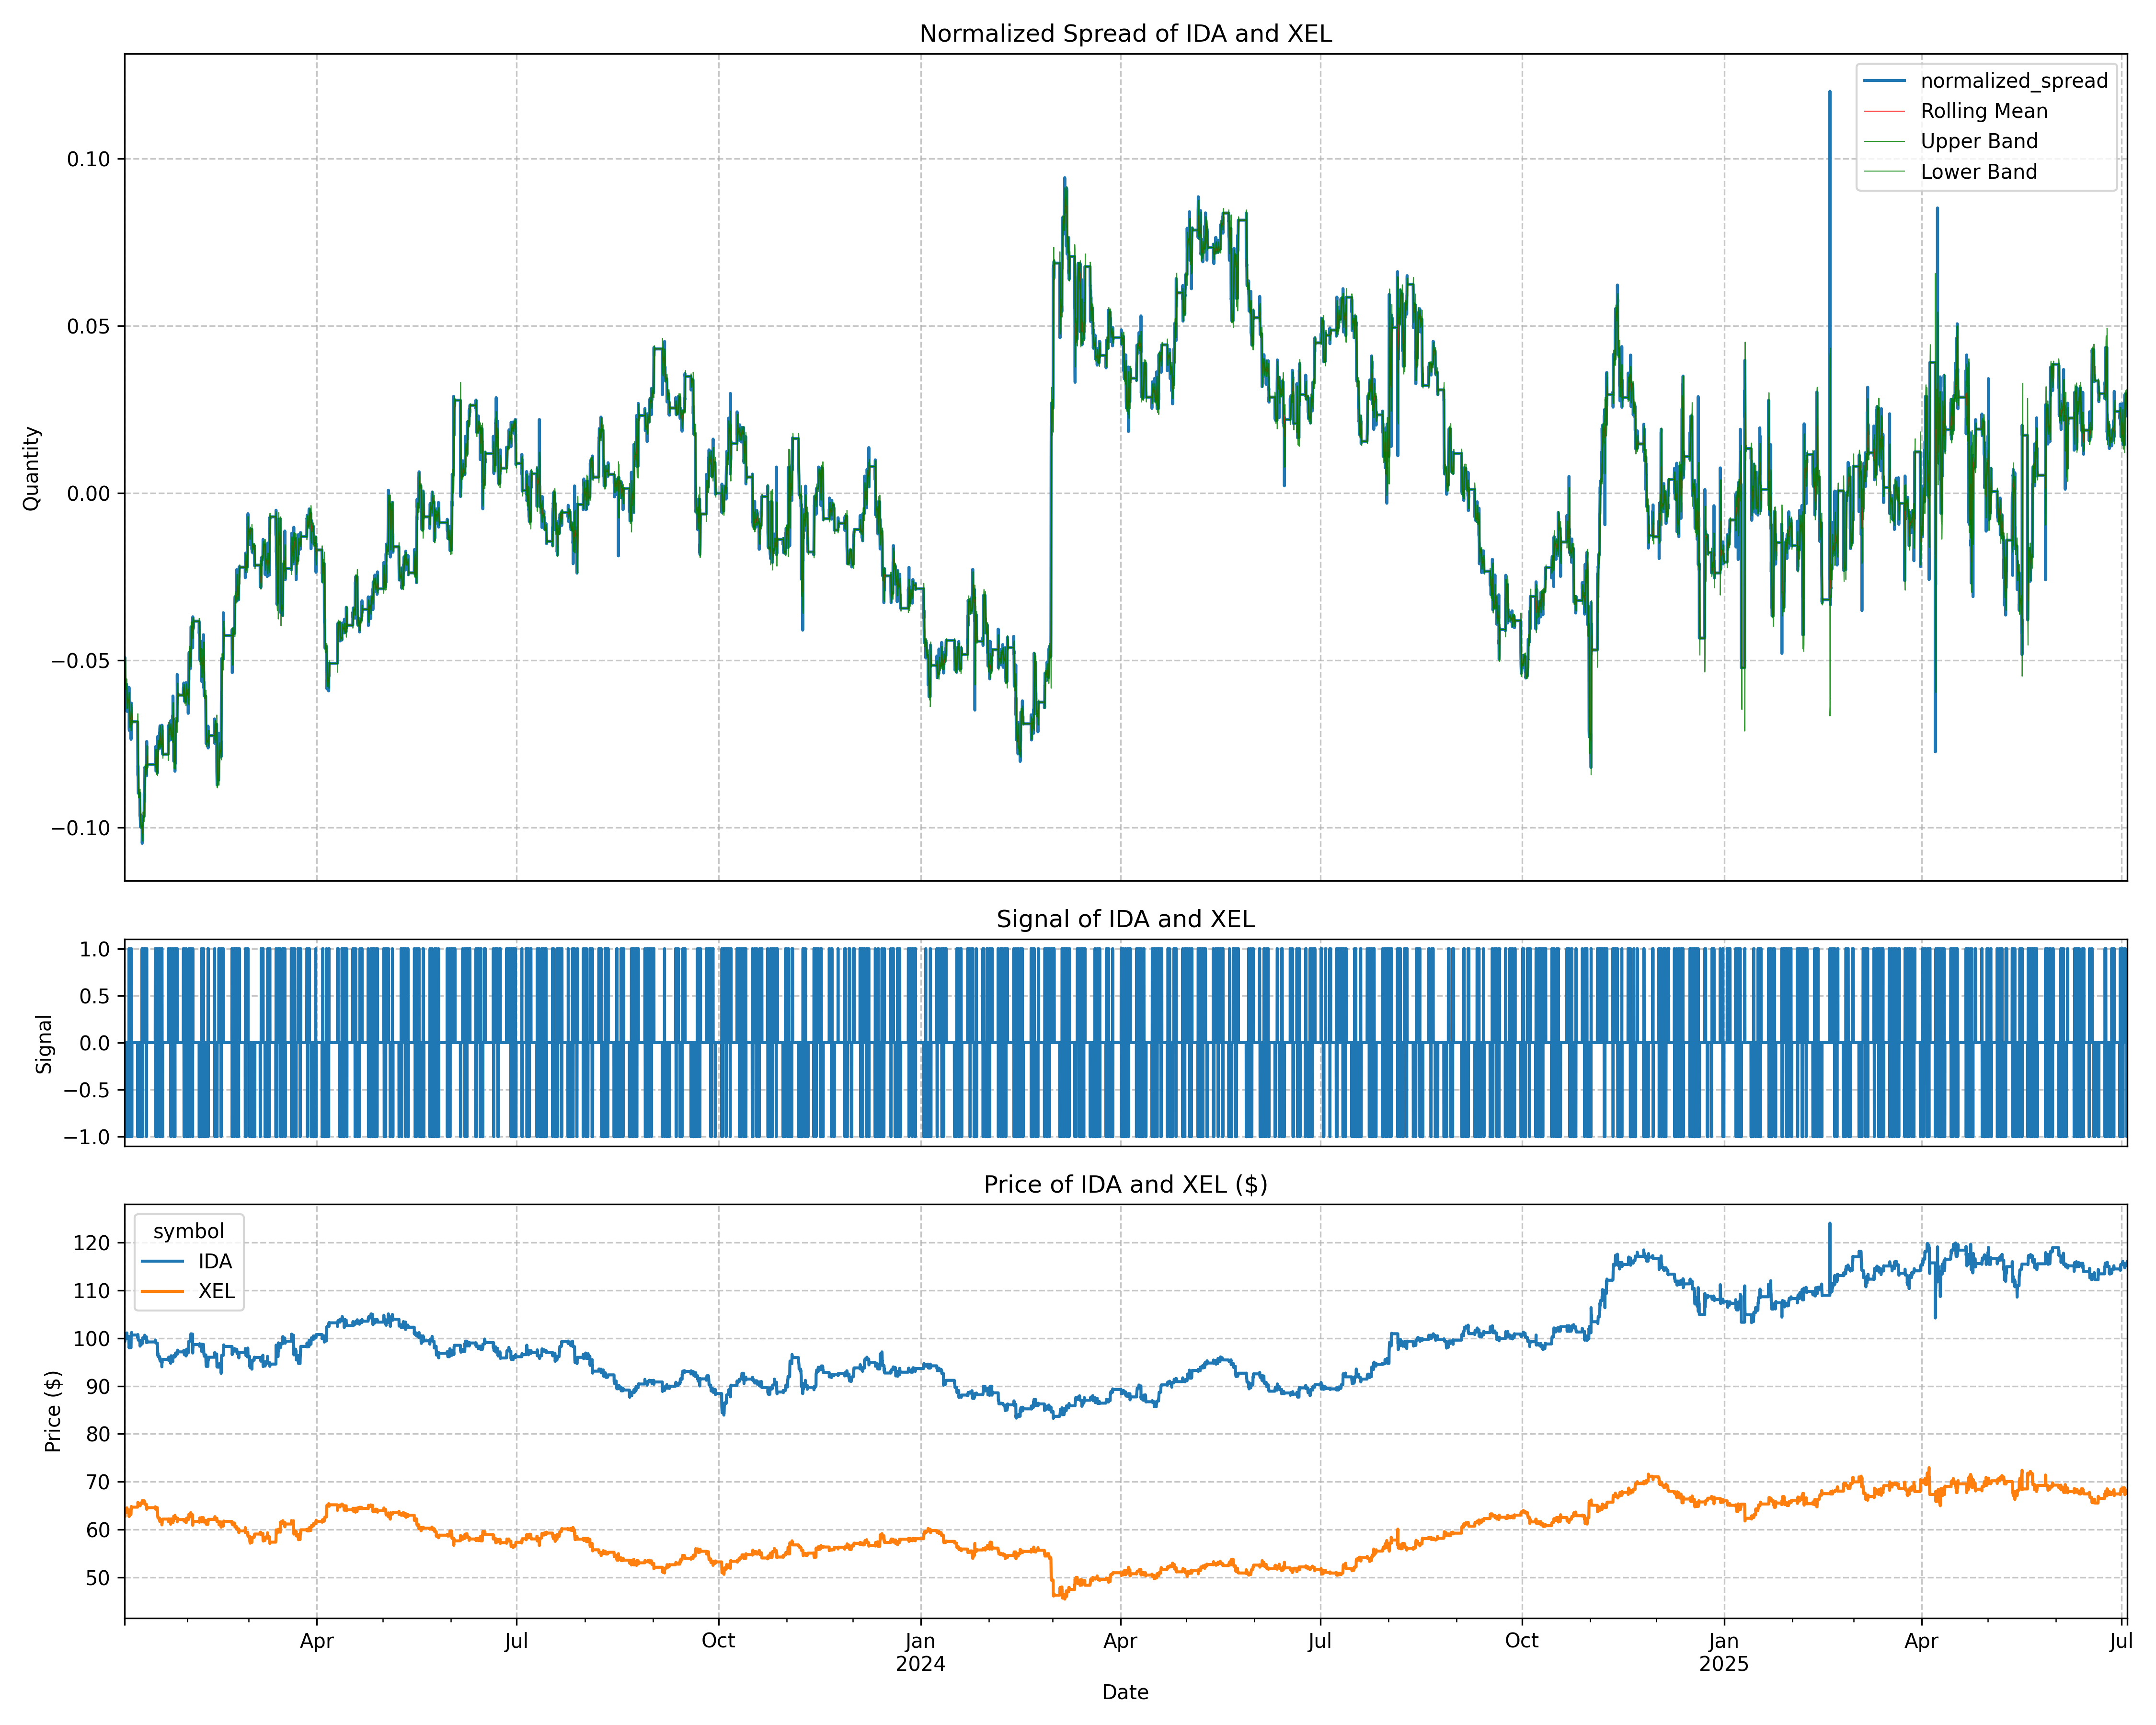 Normalized Spread of IDA and XEL
normalized_spread
Rolling Mean
Upper Band
Lower Band
Quantity
0.10
0.05
0.00
−0.05
−0.10
Signal of IDA and XEL
Signal
1.0
0.5
0.0
−0.5
−1.0
Price of IDA and XEL ($)
symbol
IDA
XEL
Price ($)
120
110
100
90
80
70
60
50
Apr Jul Oct Jan Apr Jul Oct Jan Apr Jul
2024 2025
Date